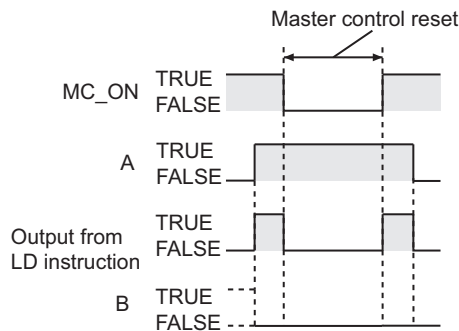 Master control reset
MC_ON
TRUE
FALSE
A
TRUE
FALSE
Output from
LD instruction
TRUE
FALSE
B
TRUE
FALSE